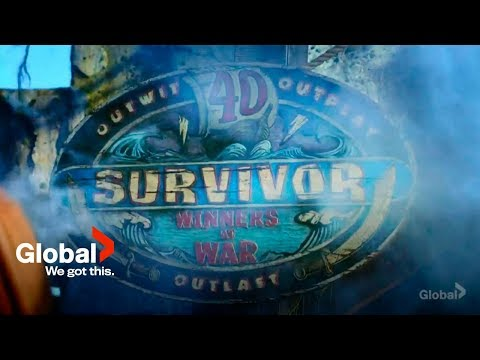 40
OUTWIT OUTPLAY
SURVIVOR
WINNERS AT
WAR
OUTLAST
Global
We got this.
Global